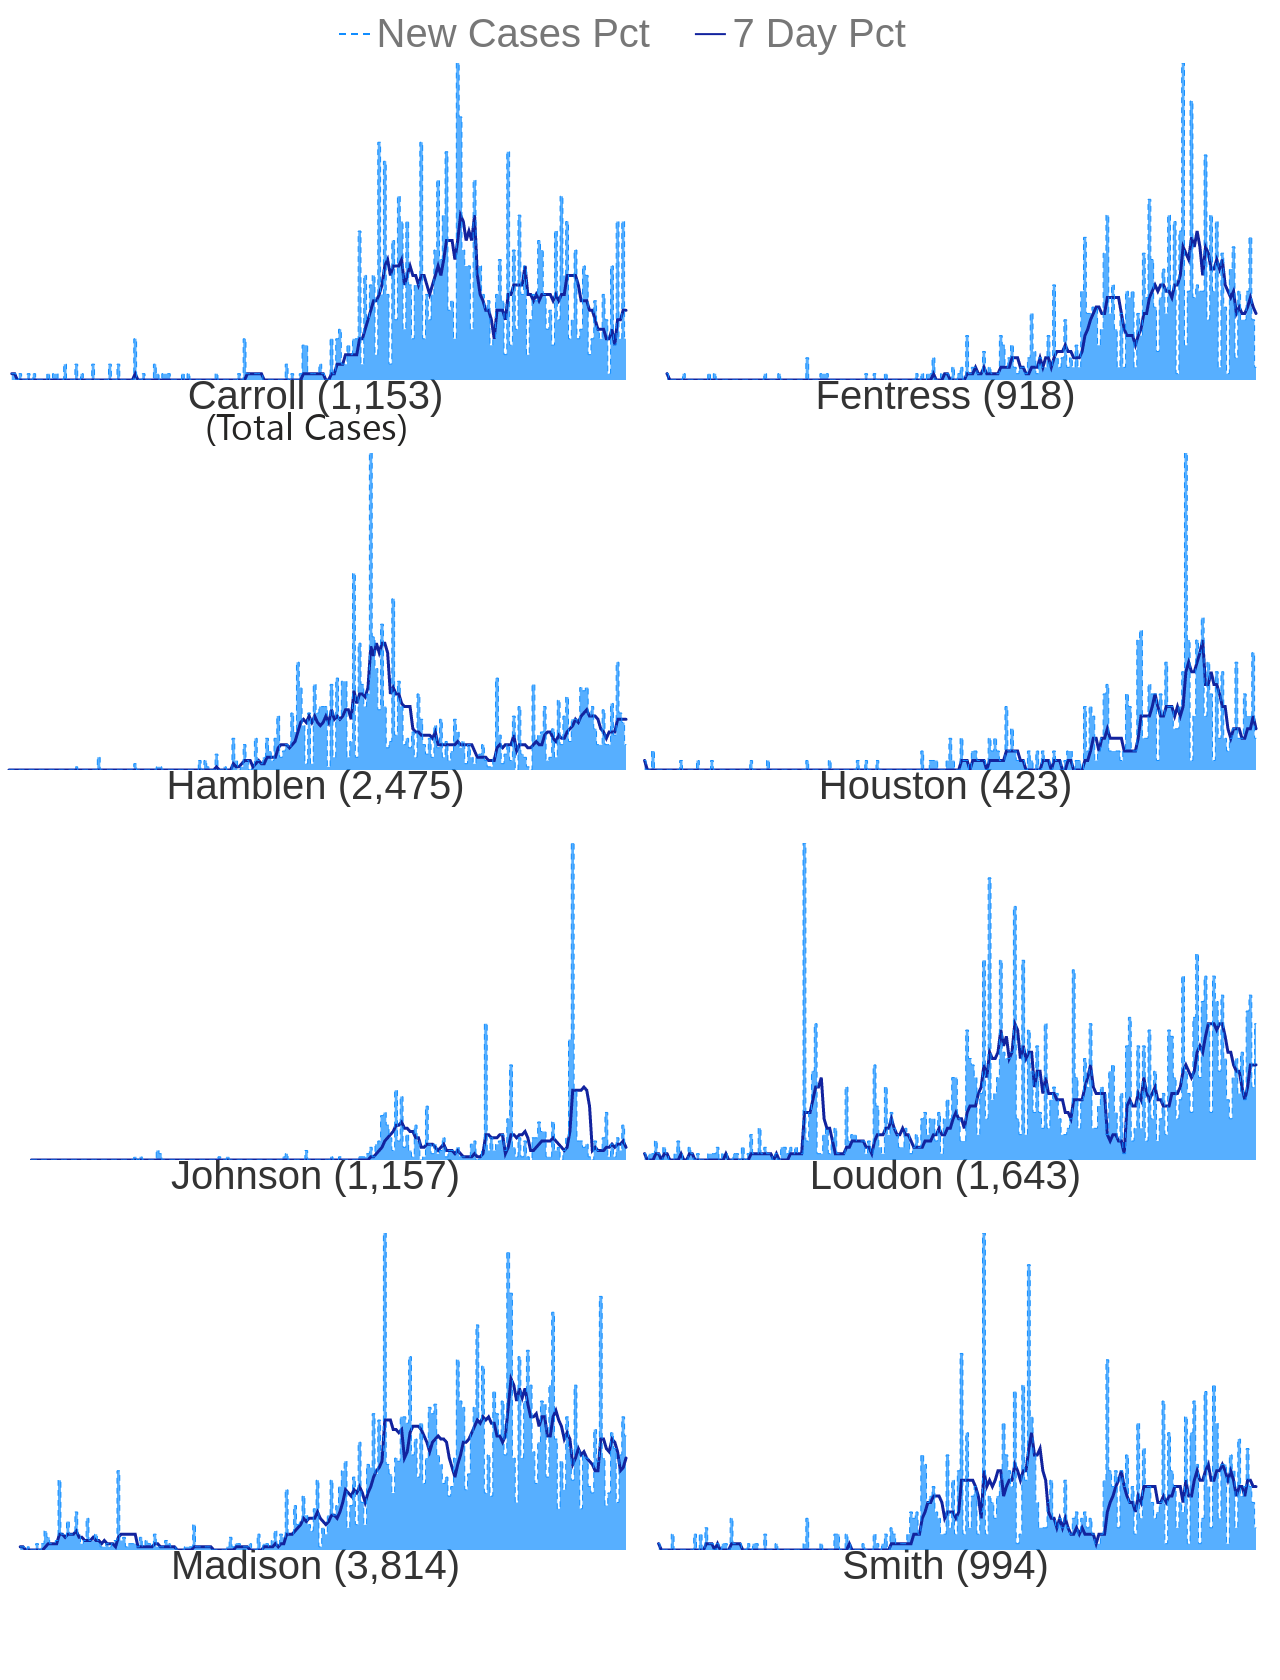 New Cases Pct 7 Day Pct
Carroll (1,153) Fentress (918)
(Total Cases)
Hamblen (2,475) Houston (423)
Johnson (1,157) Loudon (1,643)
Madison (3,814) Smith (994)